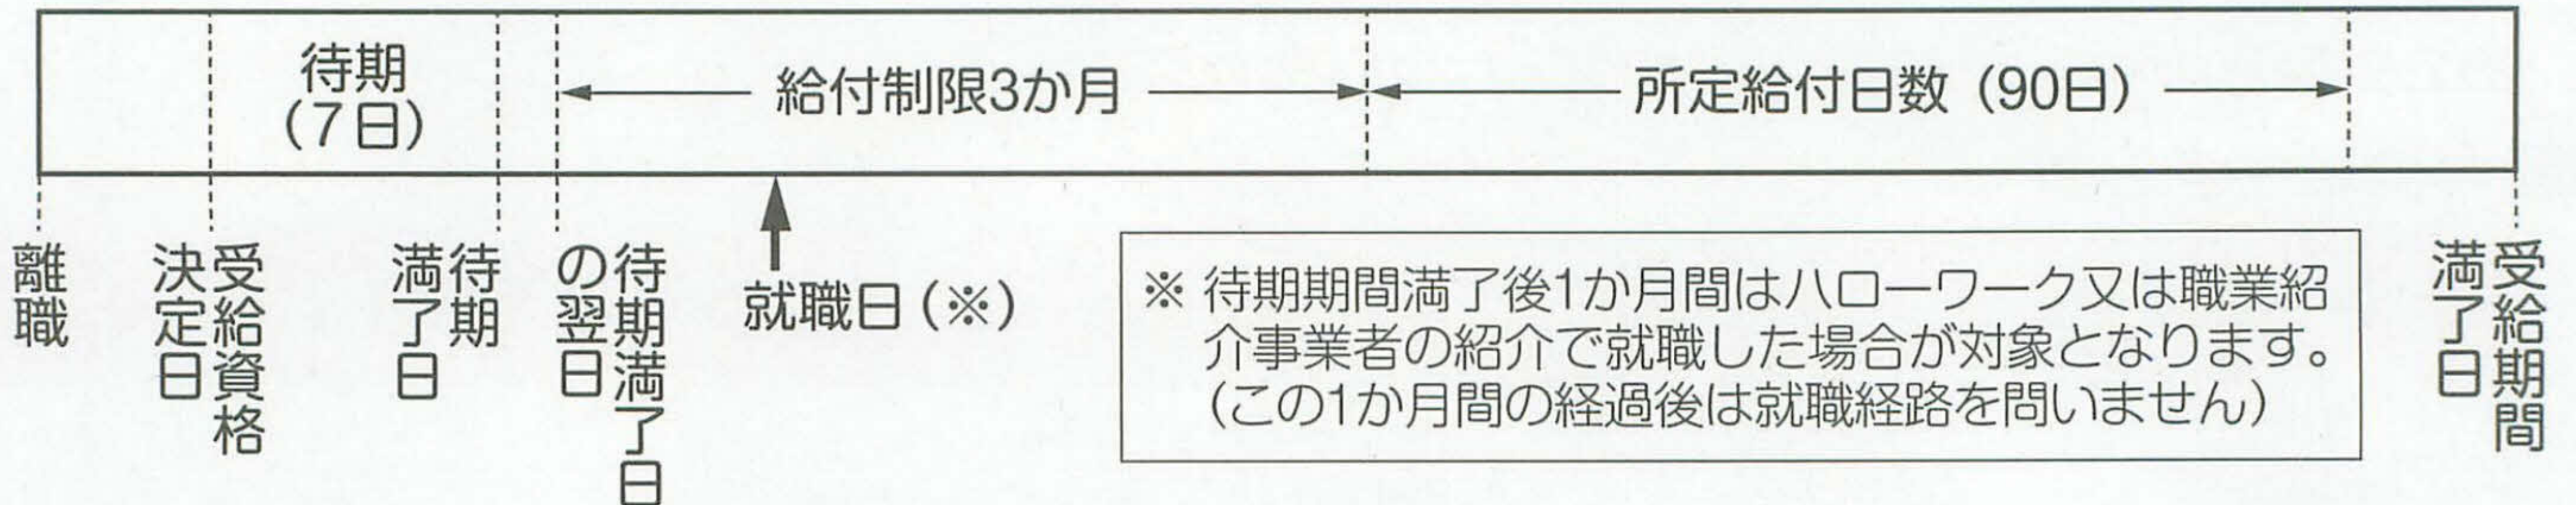 待期
（7日）
給付制限3か月
所定給付日数（90日）
離職
受給資格
決定日
待期
満了日
待期満了日
の翌日
就職日（※）
※ 待期期間満了後1か月間はハローワーク又は職業紹
介事業者の紹介で就職した場合が対象となります。
（この1か月間の経過後は就職経路を問いません）
受給期間
満了日